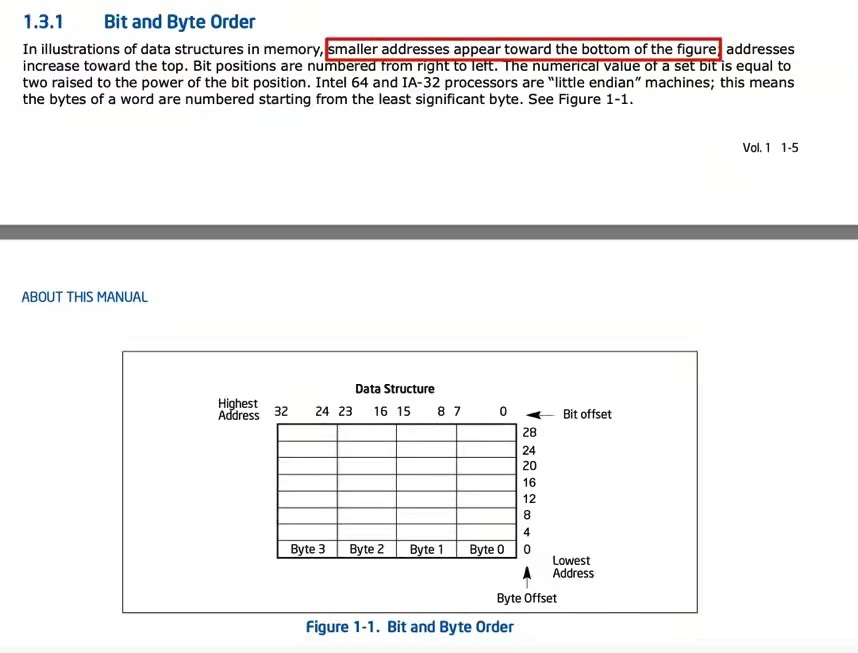 1.3.1 Bit and Byte Order
In illustrations of data structures in memory, smaller addresses appear toward the bottom of the figure; addresses
increase toward the top. Bit positions are numbered from right to left. The numerical value of a set bit is equal to
two raised to the power of the bit position. Intel 64 and IA-32 processors are “little endian” machines; this means
the bytes of a word are numbered starting from the least significant byte. See Figure 1-1.
Vol. 1 1-5
ABOUT THIS MANUAL
Data Structure
Highest
Address
32 24 23 16 15 8 7 0 Bit offset
28
24
20
16
12
8
4
Byte 3 Byte 2 Byte 1 Byte 0 0
Lowest
Address
Byte Offset
Figure 1-1. Bit and Byte Order